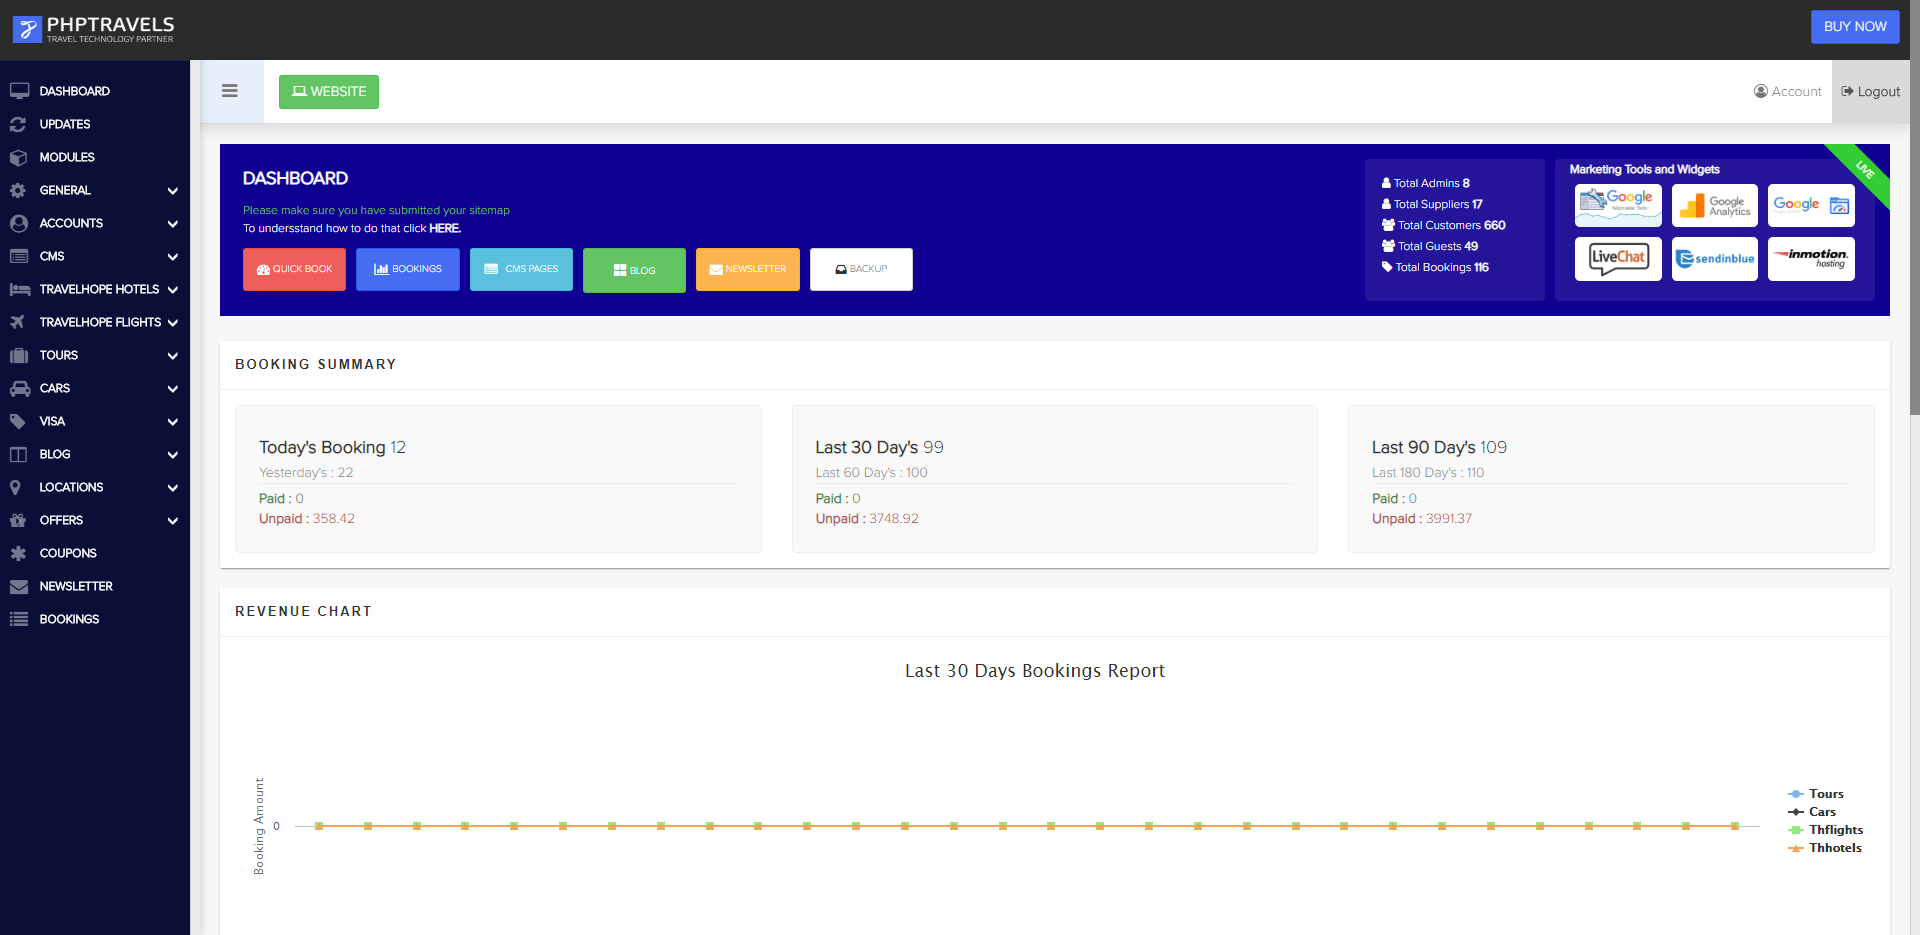 PHPTRAVELS
TRAVEL TECHNOLOGY PARTNER
BUY NOW
DASHBOARD
UPDATES
MODULES
GENERAL
ACCOUNTS
CMS
TRAVELHOPE HOTELS
TRAVELHOPE FLIGHTS
TOURS
CARS
VISA
BLOG
LOCATIONS
OFFERS
COUPONS
NEWSLETTER
BOOKINGS
WEBSITE
Account
Logout
DASHBOARD
Please make sure you have submitted your sitemap
To undersstand how to do that click HERE.
QUICK BOOK
BOOKINGS
CMS PAGES
BLOG
NEWSLETTER
BACKUP
Total Admins 8
Total Suppliers 17
Total Customers 660
Total Guests 49
Total Bookings 116
Marketing Tools and Widgets
LIVE
Google
Webmaster Tools
Google
Analytics
Google
LiveChat
sendinblue
inmotion
hosting
BOOKING SUMMARY
Today's Booking 12
Yesterday's : 22
Paid : 0
Unpaid : 358.42
Last 30 Day's 99
Last 60 Day's : 100
Paid : 0
Unpaid : 3748.92
Last 90 Day's 109
Last 180 Day's : 110
Paid : 0
Unpaid : 3991.37
REVENUE CHART
Last 30 Days Bookings Report
Booking Amount
0
Tours
Cars
Thflights
Thhotels